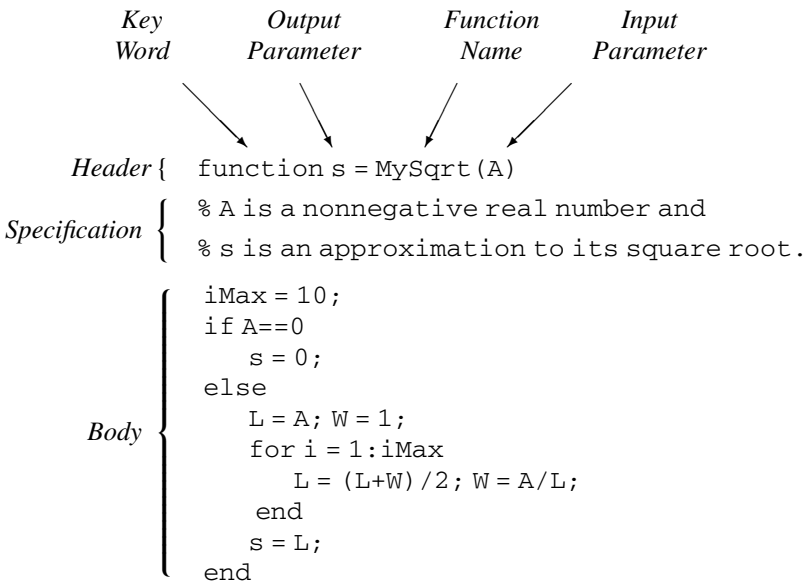 Key Output Function Input
Word Parameter Name Parameter
Header { function s = MySqrt(A)
% A is a nonnegative real number and
Specification {
% s is an approximation to its square root.
iMax = 10;
if A==0
s = 0;
else
L = A; W = 1;
Body { for i = 1:iMax
L = (L+W)/2; W = A/L;
end
s = L;
end